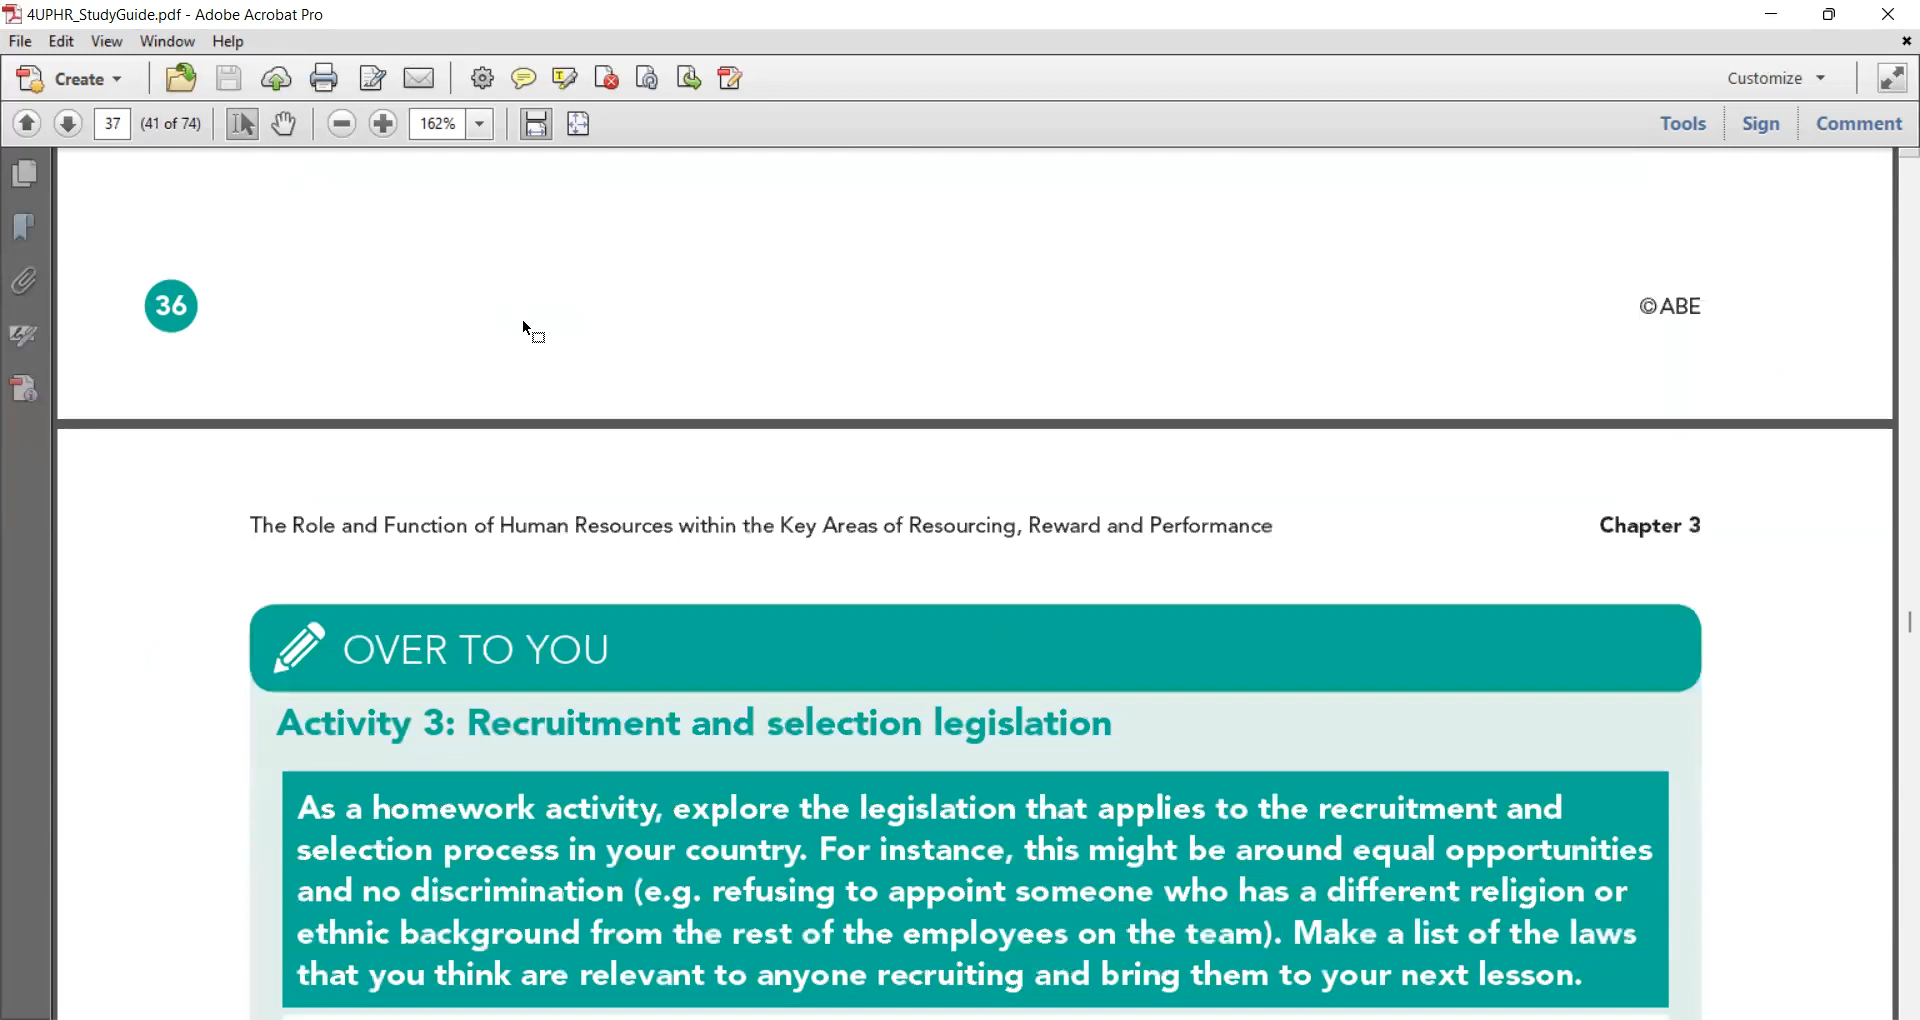 4UPHR_StudyGuide.pdf - Adobe Acrobat Pro
File Edit View Window Help
Create Customize
37 (41 of 74) 162% Tools Sign Comment
36 ©ABE
The Role and Function of Human Resources within the Key Areas of Resourcing, Reward and Performance Chapter 3
OVER TO YOU
Activity 3: Recruitment and selection legislation
As a homework activity, explore the legislation that applies to the recruitment and
selection process in your country. For instance, this might be around equal opportunities
and no discrimination (e.g. refusing to appoint someone who has a different religion or
ethnic background from the rest of the employees on the team). Make a list of the laws
that you think are relevant to anyone recruiting and bring them to your next lesson.